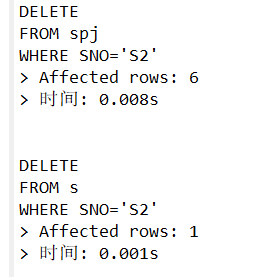 DELETE
FROM spj
WHERE SNO='S2'
> Affected rows: 6
> 时间: 0.008s
DELETE
FROM s
WHERE SNO='S2'
> Affected rows: 1
> 时间: 0.001s